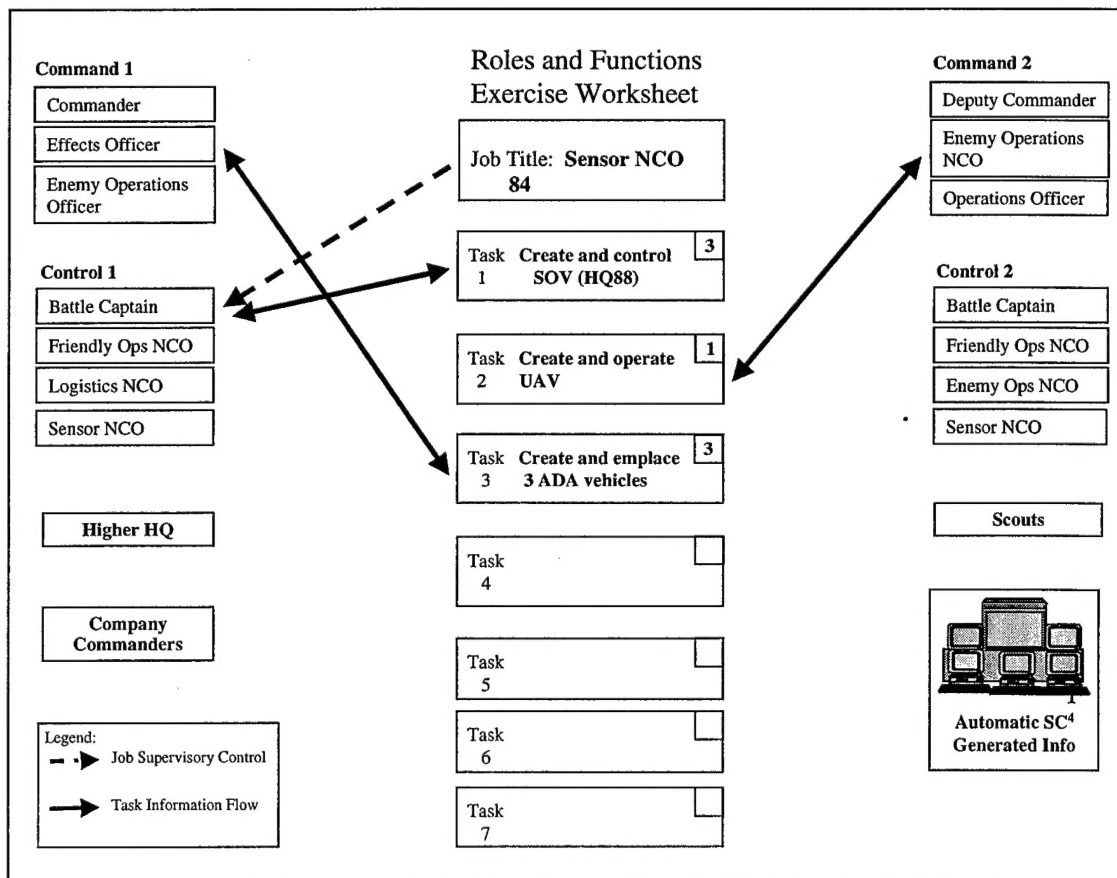 Roles and Functions
Exercise Worksheet
Command 1
Commander
Effects Officer
Enemy Operations
Officer
Control 1
Battle Captain
Friendly Ops NCO
Logistics NCO
Sensor NCO
Higher HQ
Company
Commanders
Legend:
Job Supervisory Control
Task Information Flow
Job Title: Sensor NCO
84
Task Create and control 3
1 SOV (HQ88)
Task Create and operate 1
2 UAV
Task Create and emplace 3
3 3 ADA vehicles
Task
4
Task
5
Task
6
Task
7
Command 2
Deputy Commander
Enemy Operations
NCO
Operations Officer
Control 2
Battle Captain
Friendly Ops NCO
Enemy Ops NCO
Sensor NCO
Scouts
Automatic SC⁴
Generated Info